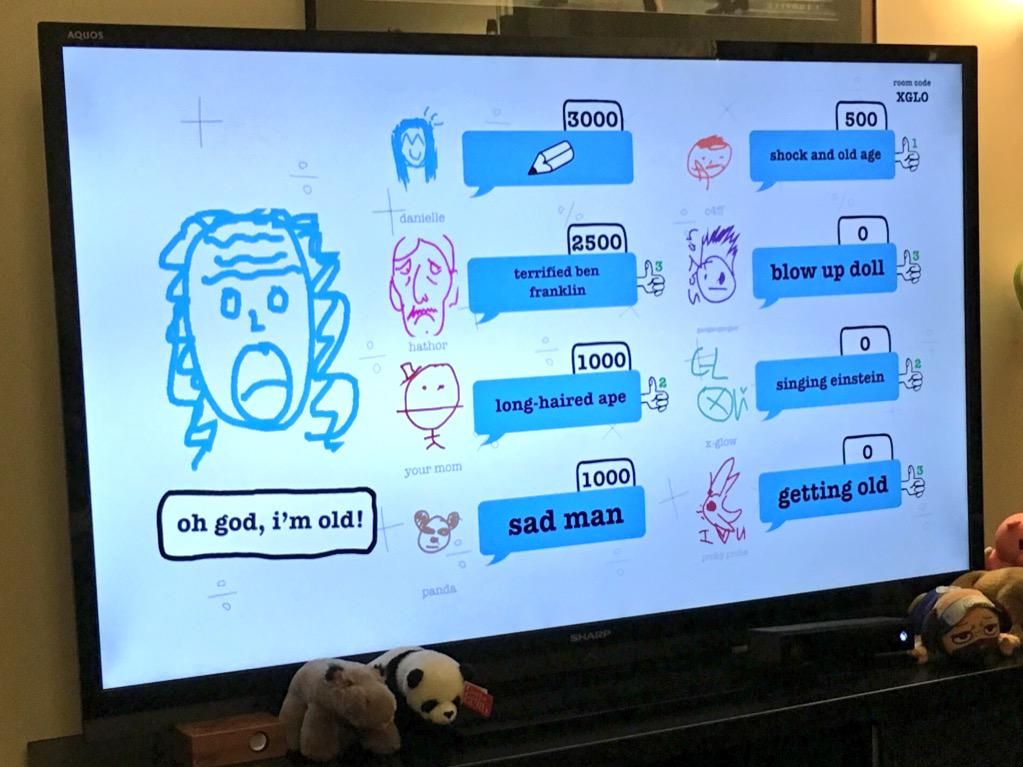 AQUOS
room code
XGLO
3000
danielle
2500
terrified ben
franklin
3
hathor
1000
long-haired ape
2
your mom
1000
sad man
panda
oh god, i'm old!
500
shock and old age
1
c4ff
0
blow up doll
3
Sarah
0
singing einstein
2
x-glow
0
getting old
3
SHARP